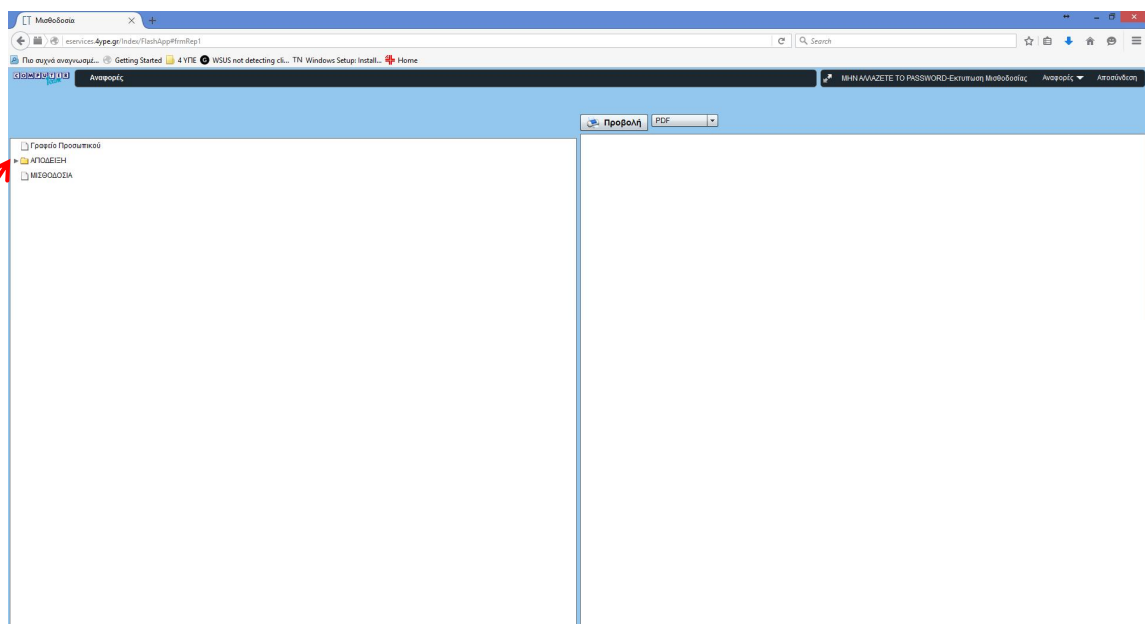 Μισθοδοσία
eservices.4ype.gr/Index/FlashApp#frmRep1
Search
Πιο συχνά αναγνωσμέ... Getting Started 4 ΥΠΕ WSUS not detecting cli... TN Windows Setup: Install... Home
COMPUTER Αναφορές ΜΗΝ ΑΛΛΑΖΕΤΕ ΤΟ PASSWORD-Εκτυπωση Μισθοδοσίας Αναφορές Αποσύνδεση
Προβολή PDF
Γραφείο Προσωπικού
ΑΠΟΔΕΙΞΗ
ΜΙΣΘΟΔΟΣΙΑ